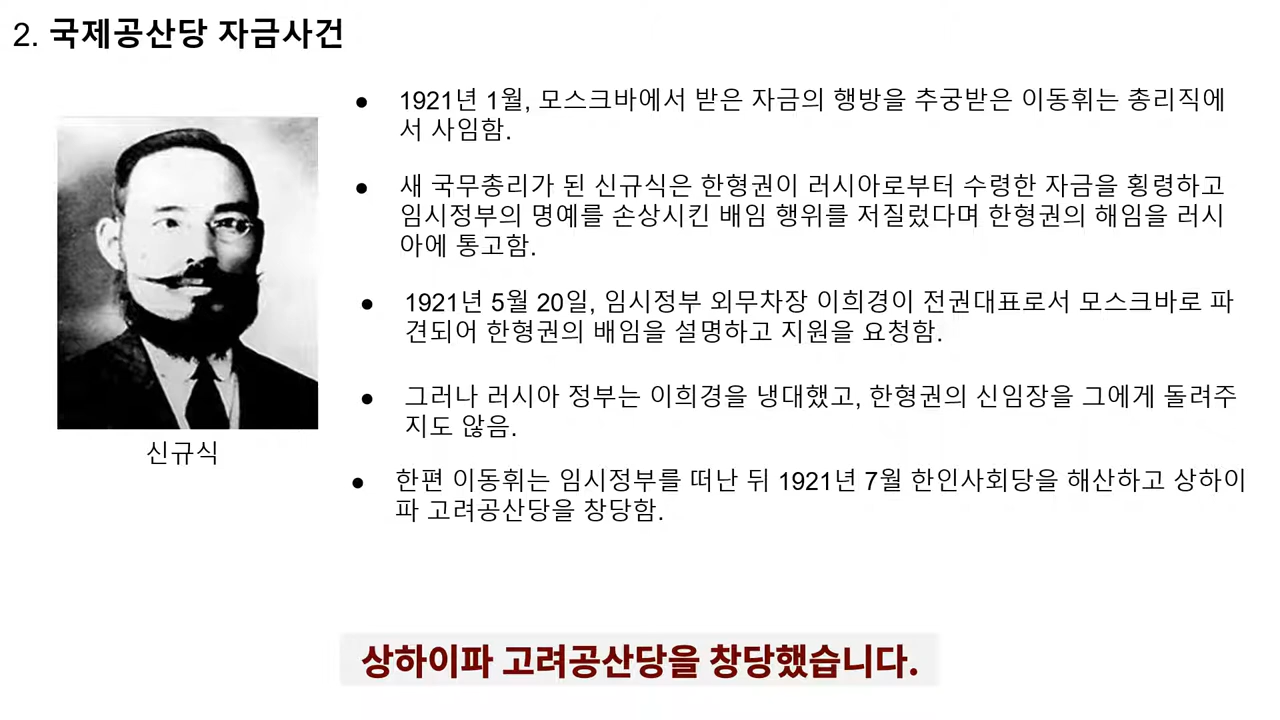 2. 국제공산당 자금사건
● 1921년 1월, 모스크바에서 받은 자금의 행방을 추궁받은 이동휘는 총리직에
서 사임함.
● 새 국무총리가 된 신규식은 한형권이 러시아로부터 수령한 자금을 횡령하고
임시정부의 명예를 손상시킨 배임 행위를 저질렀다며 한형권의 해임을 러시
아에 통고함.
● 1921년 5월 20일, 임시정부 외무차장 이희경이 전권대표로서 모스크바로 파
견되어 한형권의 배임을 설명하고 지원을 요청함.
● 그러나 러시아 정부는 이희경을 냉대했고, 한형권의 신임장을 그에게 돌려주
지도 않음.
신규식
● 한편 이동휘는 임시정부를 떠난 뒤 1921년 7월 한인사회당을 해산하고 상하이
파 고려공산당을 창당함.
상하이파 고려공산당을 창당했습니다.